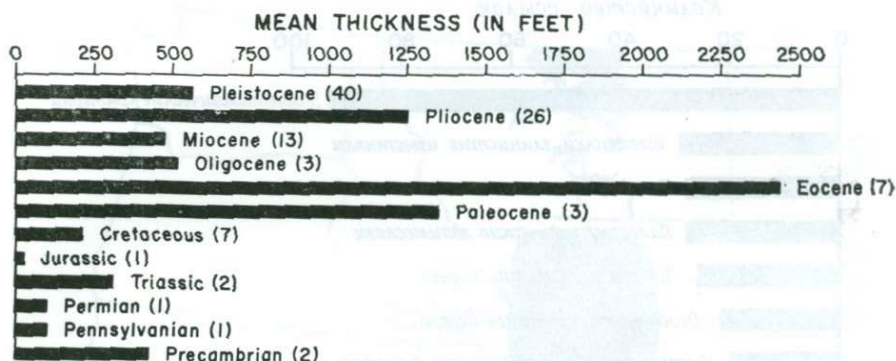 MEAN THICKNESS (IN FEET)
0 250 500 750 1000 1250 1500 1750 2000 2250 2500
Pleistocene (40)
Pliocene (26)
Miocene (13)
Oligocene (3)
Eocene (7)
Paleocene (3)
Cretaceous (7)
Jurassic (1)
Triassic (2)
Permian (1)
Pennsylvanian (1)
Precambrian (2)